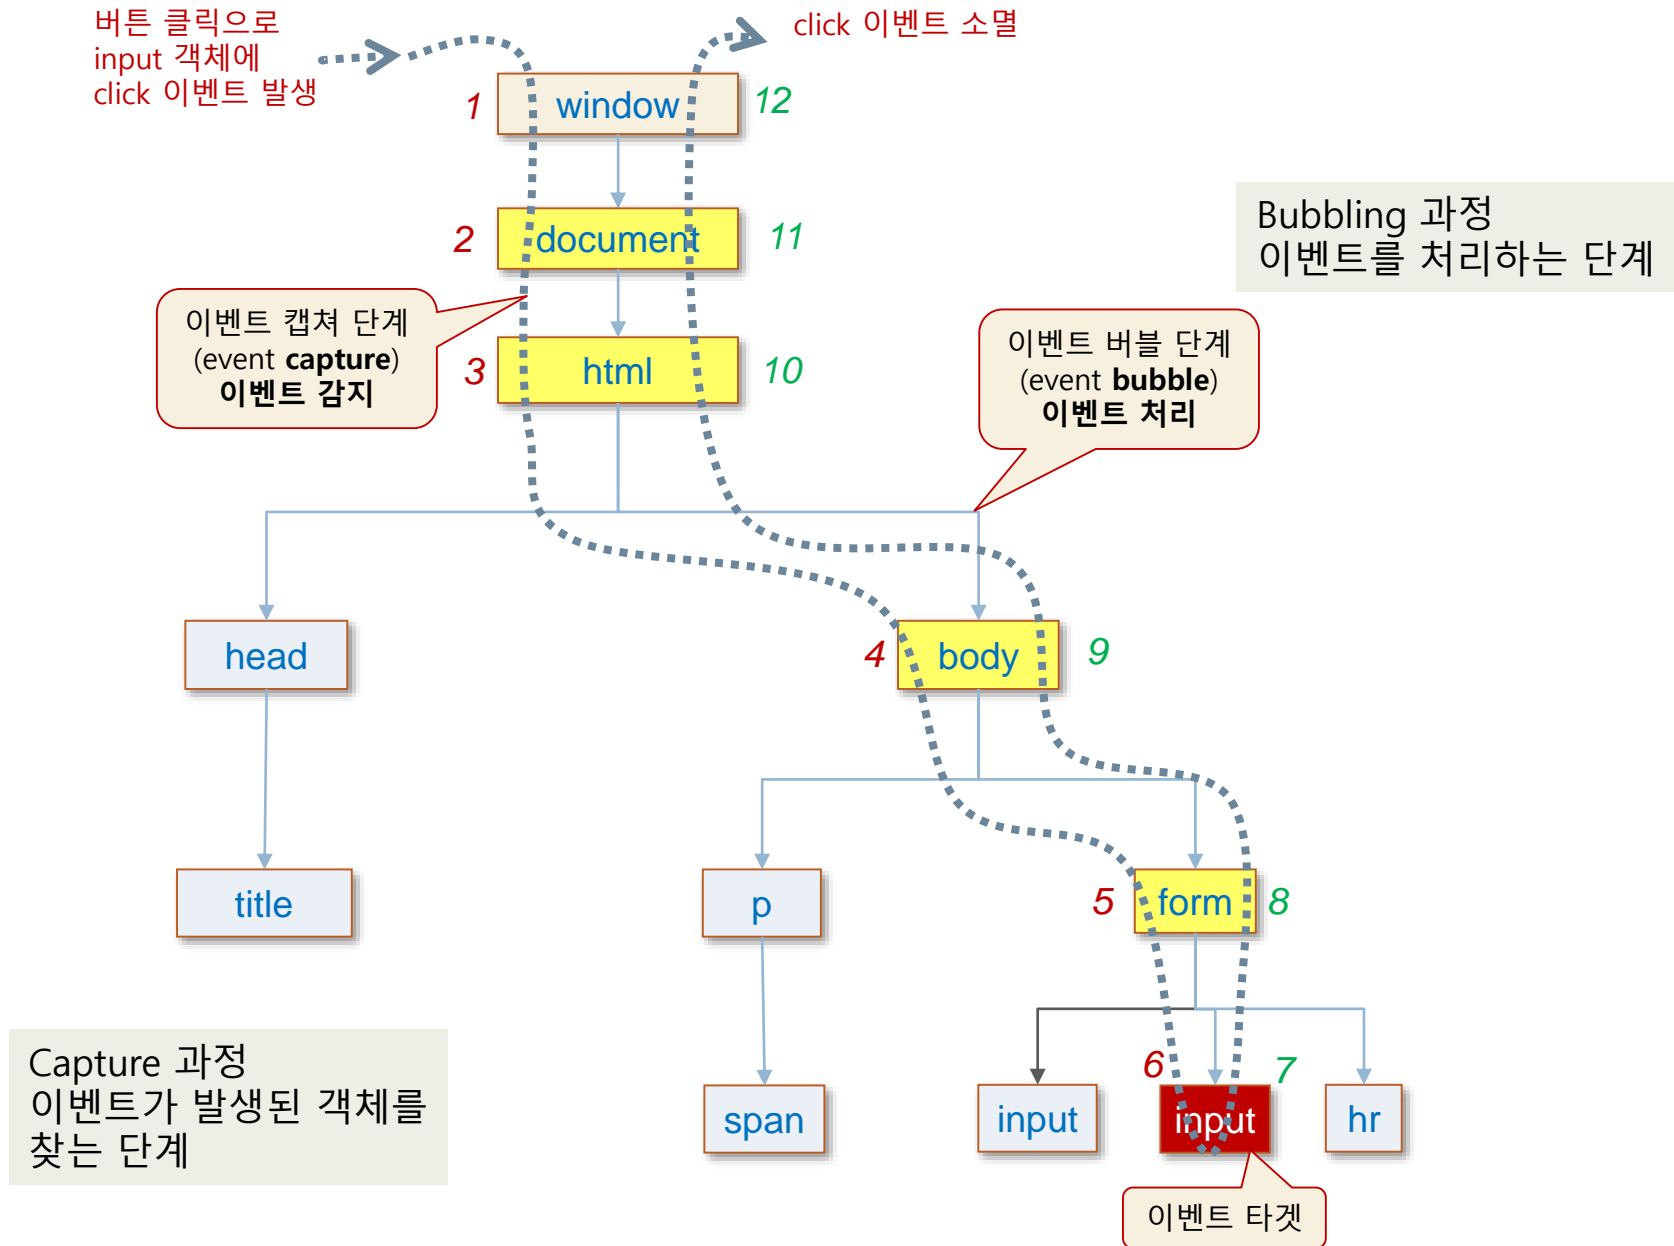 버튼 클릭으로
input 객체에
click 이벤트 발생
click 이벤트 소멸
1
window
12
2
document
11
Bubbling 과정
이벤트를 처리하는 단계
이벤트 캡쳐 단계
(event capture)
이벤트 감지
3
html
10
이벤트 버블 단계
(event bubble)
이벤트 처리
head
4
body
9
title
p
5
form
8
Capture 과정
이벤트가 발생된 객체를
찾는 단계
6
7
span
input
input
hr
이벤트 타겟